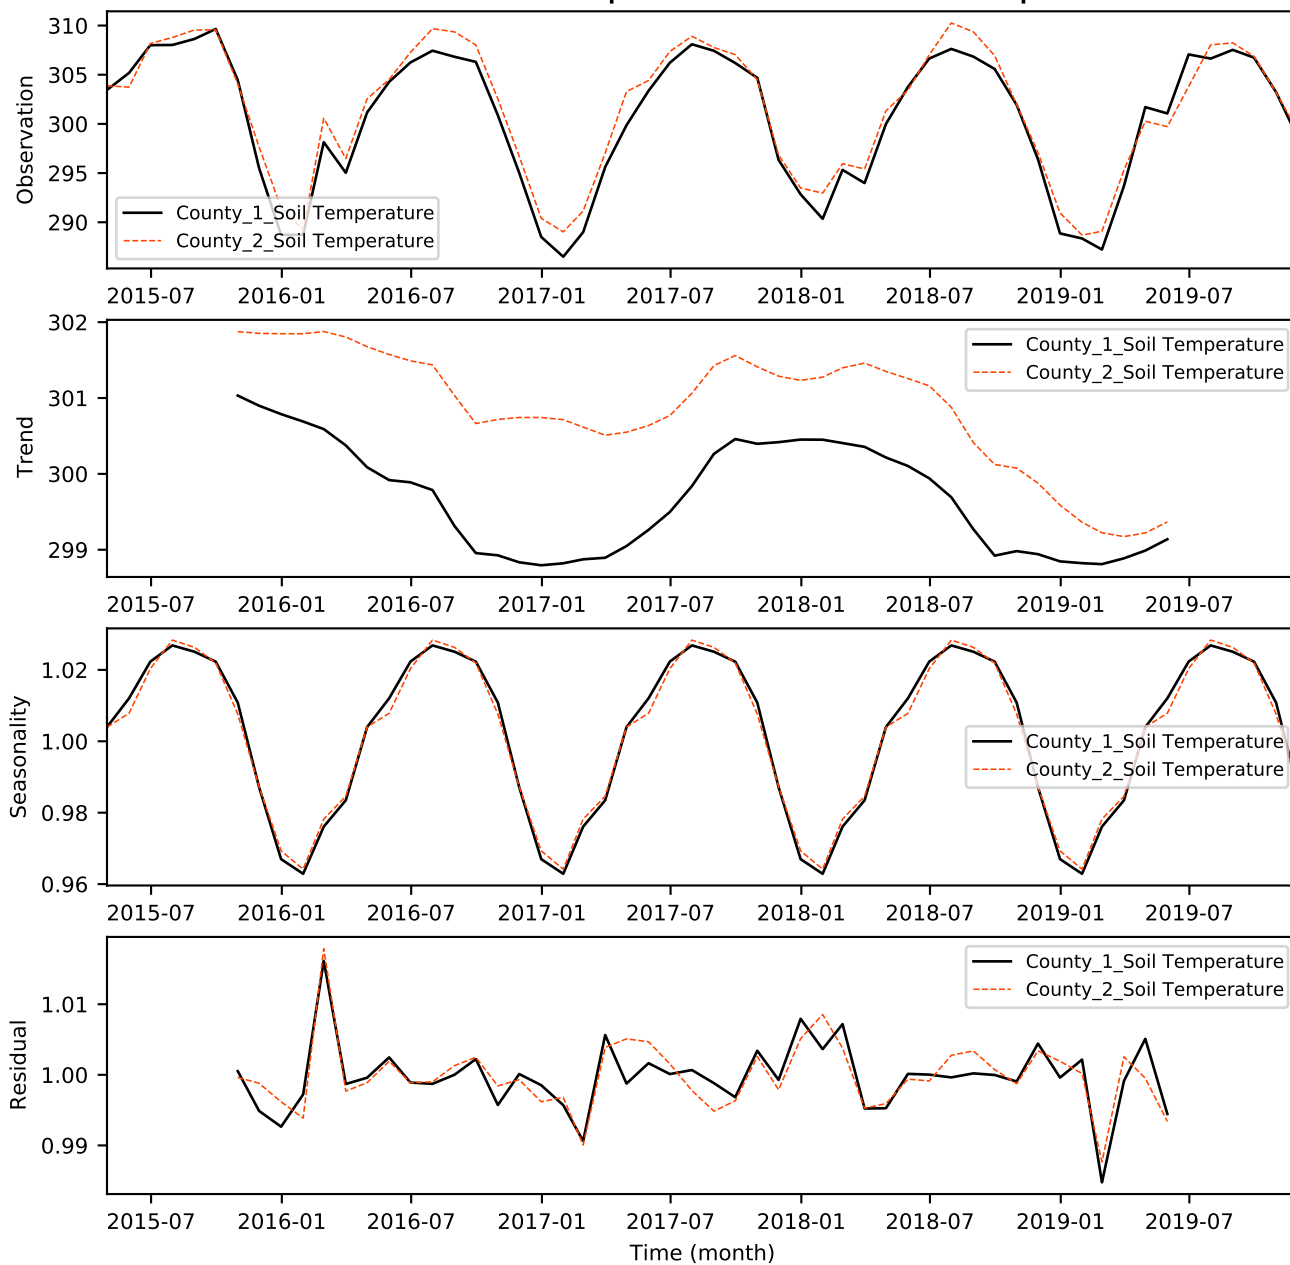 310
305
300
295
290
Observation
County_1_Soil Temperature
County_2_Soil Temperature
2015-07 2016-01 2016-07 2017-01 2017-07 2018-01 2018-07 2019-01 2019-07
302
301
300
299
Trend
County_1_Soil Temperature
County_2_Soil Temperature
2015-07 2016-01 2016-07 2017-01 2017-07 2018-01 2018-07 2019-01 2019-07
1.02
1.00
0.98
0.96
Seasonality
County_1_Soil Temperature
County_2_Soil Temperature
2015-07 2016-01 2016-07 2017-01 2017-07 2018-01 2018-07 2019-01 2019-07
1.01
1.00
0.99
Residual
County_1_Soil Temperature
County_2_Soil Temperature
2015-07 2016-01 2016-07 2017-01 2017-07 2018-01 2018-07 2019-01 2019-07
Time (month)